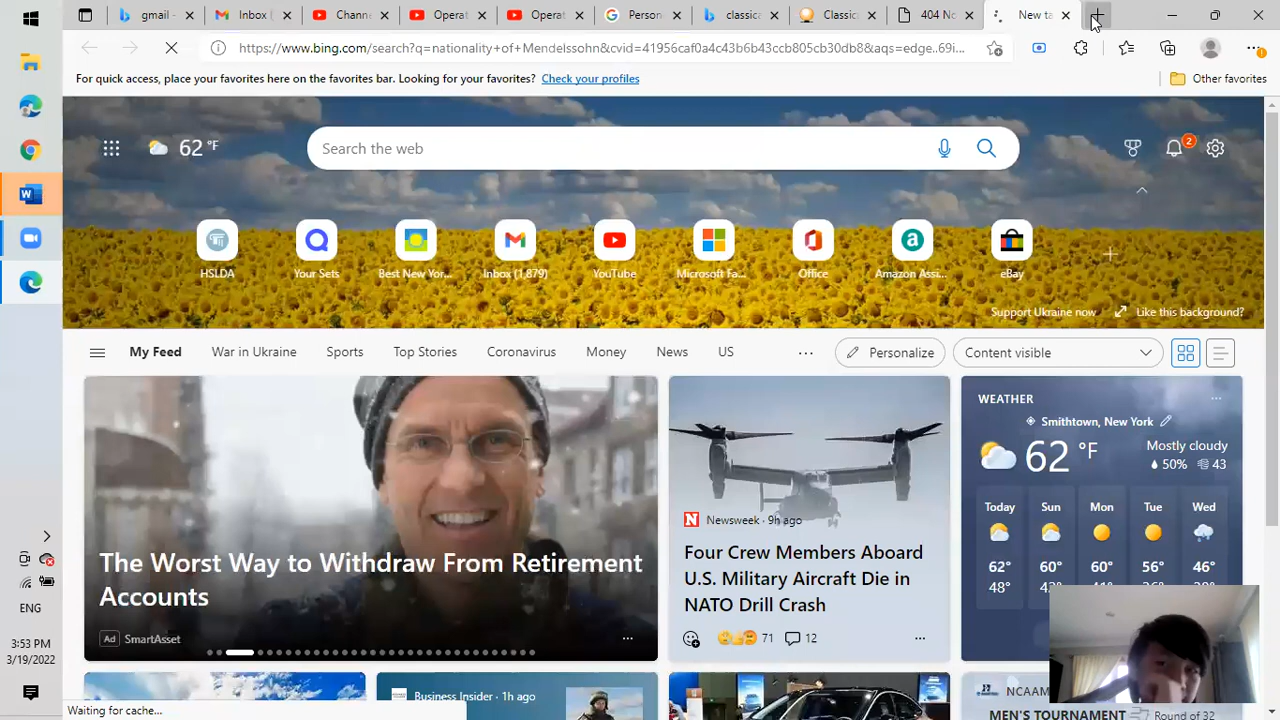 gmail -
Inbox (
Channe
Operat
Operat
Person
classica
Classic
404 No
New ta
https://www.bing.com/search?q=nationality+of+Mendelssohn&cvid=41956caf0a4c43b6b43ccb805cb30db8&aqs=edge..69i...
For quick access, place your favorites here on the favorites bar. Looking for your favorites? Check your profiles
Other favorites
62 °F
Search the web
2
HSLDA
Your Sets
Best New Yor...
Inbox (1,879)
YouTube
Microsoft Fa...
Office
Amazon Assi...
eBay
Support Ukraine now
Like this background?
My Feed
War in Ukraine
Sports
Top Stories
Coronavirus
Money
News
US
Personalize
Content visible
The Worst Way to Withdraw From Retirement
Accounts
Ad SmartAsset
Newsweek · 9h ago
Four Crew Members Aboard
U.S. Military Aircraft Die in
NATO Drill Crash
71
12
WEATHER
Smithtown, New York
62 °F
Mostly cloudy
50% 43
Today Sun Mon Tue Wed
62° 60° 60° 56° 46°
48°
Business Insider · 1h ago
NCAAM
MEN'S TOURNAMENT
Round of 32
Waiting for cache...
ENG
3:53 PM
3/19/2022